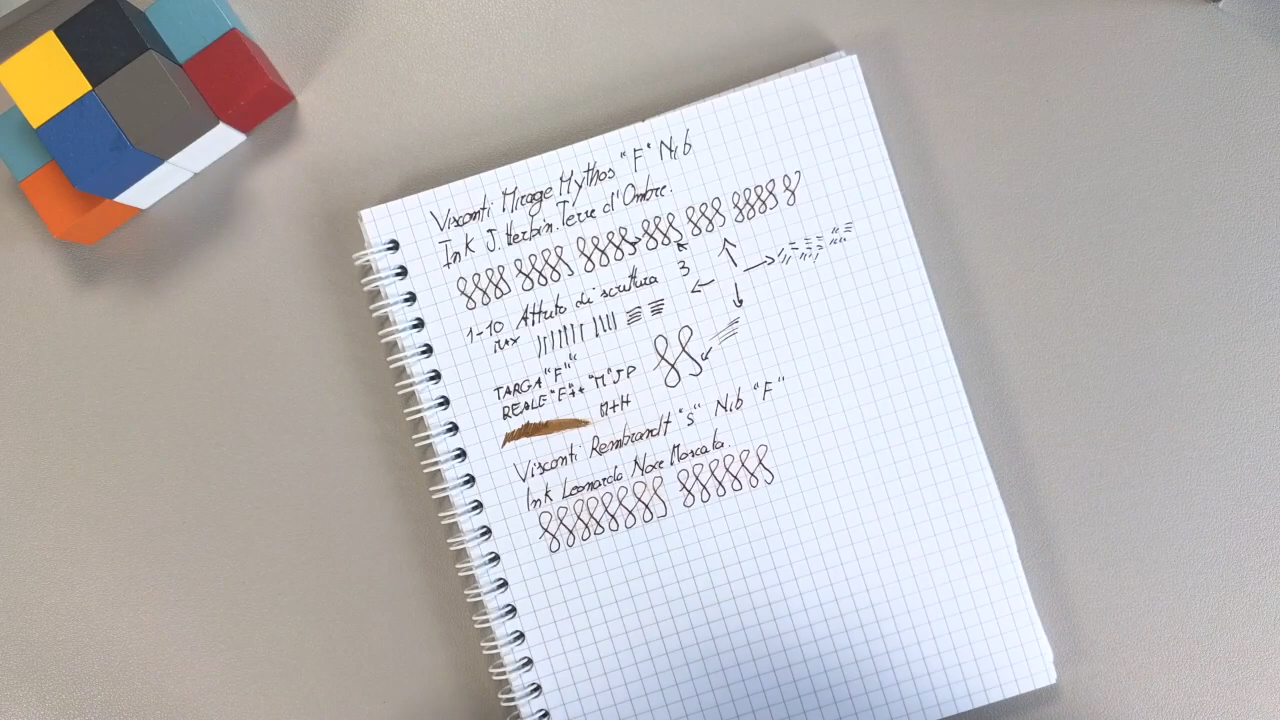 Visconti Mirage Mythos "F" Nib
Ink J. Herbin. Terre d'Ombre.
1-10 Attrito di scrittura 3
max
TARGA "F"
REALE "F"+ "M" JP
M+H
Visconti Rembrandt "S" Nib "F"
Ink Leonardo Noce Moscata.